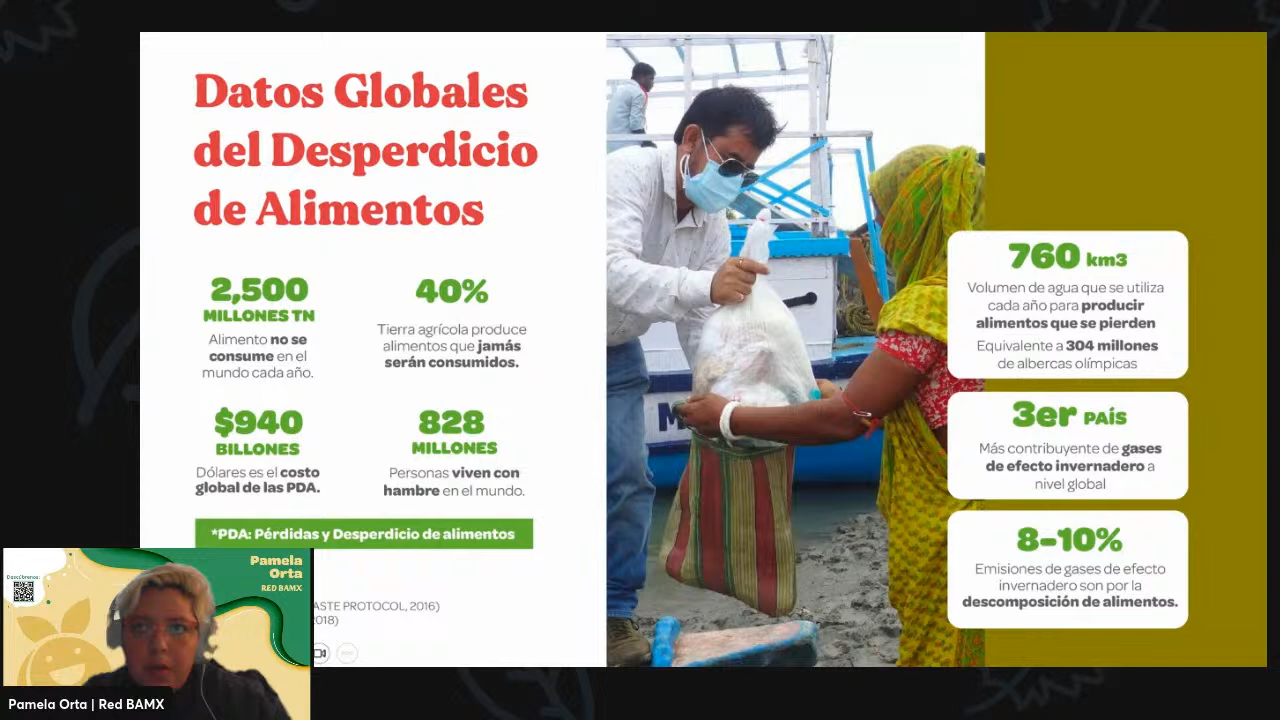 Datos Globales
del Desperdicio
de Alimentos
2,500
MILLONES TN
Alimento no se
consume en el
mundo cada año.
40%
Tierra agrícola produce
alimentos que jamás
serán consumidos.
$940
BILLONES
Dólares es el costo
global de las PDA.
828
MILLONES
Personas viven con
hambre en el mundo.
*PDA: Pérdidas y Desperdicio de alimentos
ASTE PROTOCOL, 2016)
2018)
760 km3
Volumen de agua que se utiliza
cada año para producir
alimentos que se pierden
Equivalente a 304 millones
de albercas olímpicas
3er PAÍS
Más contribuyente de gases
de efecto invernadero a
nivel global
8-10%
Emisiones de gases de efecto
invernadero son por la
descomposición de alimentos.
M
Descúbrenos:
Pamela
Orta
RED BAMX
Pamela Orta | Red BAMX